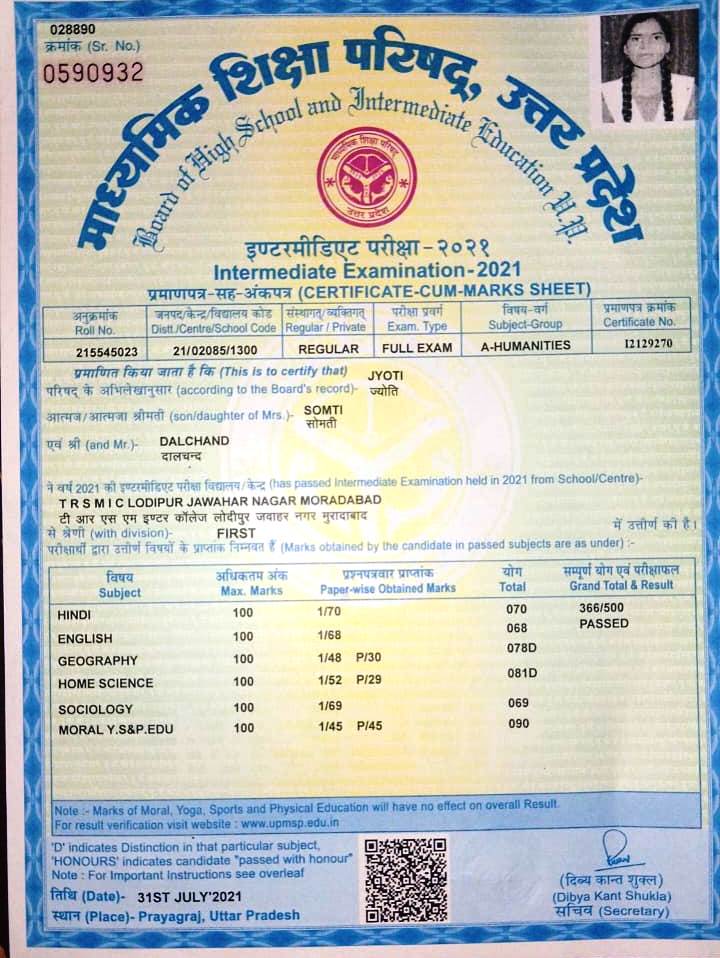 028890
क्रमांक (Sr. No.)
0590932
माध्यमिक शिक्षा परिषद्, उत्तर प्रदेश
Board of High School and Intermediate Education U.P.
माध्यमिक शिक्षा परिषद्
उत्तर प्रदेश
इण्टरमीडिएट परीक्षा-२०२१
Intermediate Examination-2021
प्रमाणपत्र-सह-अंकपत्र (CERTIFICATE-CUM-MARKS SHEET)
अनुक्रमांक जनपद/केन्द्र/विद्यालय कोड संस्थागत्/व्यक्तिगत् परीक्षा प्रवर्ग विषय-वर्ग प्रमाणपत्र क्रमांक
Roll No. Distt./Centre/School Code Regular / Private Exam. Type Subject-Group Certificate No.
215545023 21/02085/1300 REGULAR FULL EXAM A-HUMANITIES I2129270
प्रमाणित किया जाता है कि (This is to certify that) JYOTI
परिषद् के अभिलेखानुसार (according to the Board's record)- ज्योति
आत्मज/आत्मजा श्रीमती (son/daughter of Mrs.)- SOMTI
सोमती
एवं श्री (and Mr.)- DALCHAND
दालचन्द
ने वर्ष 2021 की इण्टरमीडिएट परीक्षा विद्यालय/केन्द्र (has passed Intermediate Examination held in 2021 from School/Centre)-
T R S M I C LODIPUR JAWAHAR NAGAR MORADABAD
टी आर एस एम इण्टर कॉलेज लोदीपुर जवाहर नगर मुरादाबाद
से श्रेणी (with division)- FIRST में उत्तीर्ण की है।
परीक्षार्थी द्वारा उत्तीर्ण विषयों के प्राप्तांक निम्नवत हैं (Marks obtained by the candidate in passed subjects are as under) :-
विषय अधिकतम अंक प्रश्नपत्रवार प्राप्तांक योग सम्पूर्ण योग एवं परीक्षाफल
Subject Max. Marks Paper-wise Obtained Marks Total Grand Total & Result
HINDI 100 1/70 070 366/500
ENGLISH 100 1/68 068 PASSED
GEOGRAPHY 100 1/48 P/30 078D
HOME SCIENCE 100 1/52 P/29 081D
SOCIOLOGY 100 1/69 069
MORAL Y.S&P.EDU 100 1/45 P/45 090
Note :- Marks of Moral, Yoga, Sports and Physical Education will have no effect on overall Result.
For result verification visit website : www.upmsp.edu.in
'D' indicates Distinction in that particular subject,
'HONOURS' indicates candidate "passed with honour"
Note : For Important Instructions see overleaf
तिथि (Date)- 31ST JULY'2021
स्थान (Place)- Prayagraj, Uttar Pradesh
(दिव्य कान्त शुक्ल)
(Dibya Kant Shukla)
सचिव (Secretary)